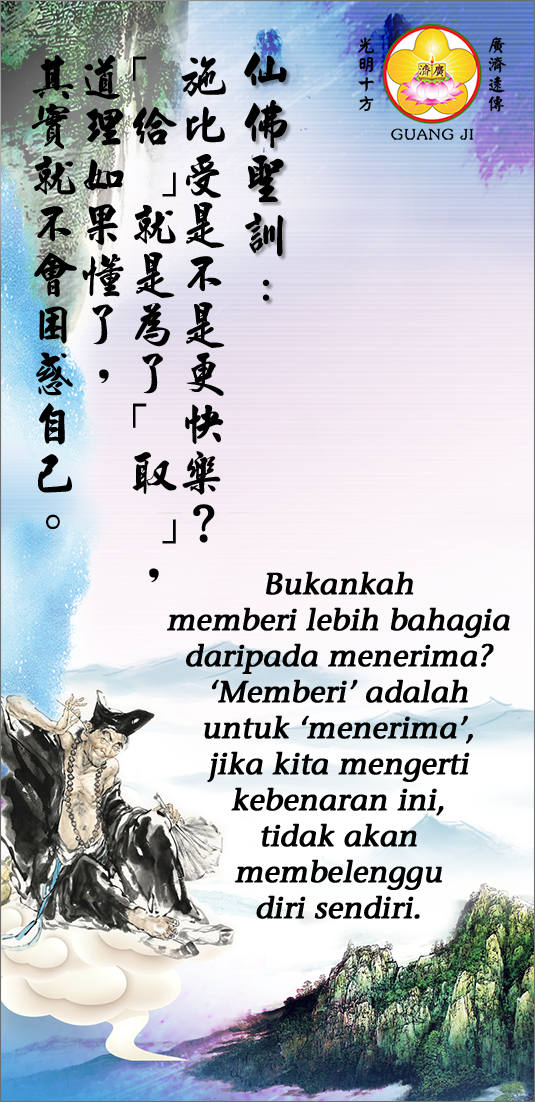 光明十方
廣濟
廣濟遠傳
GUANG JI
仙佛聖訓：
施比受是不是更快樂？
「給」就是為了「取」，
道理如果懂了，
其實就不會困惑自己。
Bukankah
memberi lebih bahagia
daripada menerima?
‘Memberi’ adalah
untuk ‘menerima’,
jika kita mengerti
kebenaran ini,
tidak akan
membelenggu
diri sendiri.